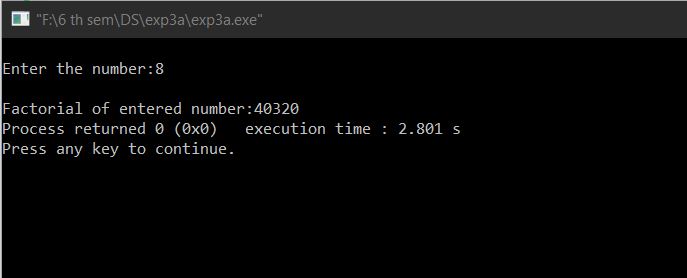 "F:\6 th sem\DS\exp3a\exp3a.exe"
Enter the number:8
Factorial of entered number:40320
Process returned 0 (0x0)   execution time : 2.801 s
Press any key to continue.